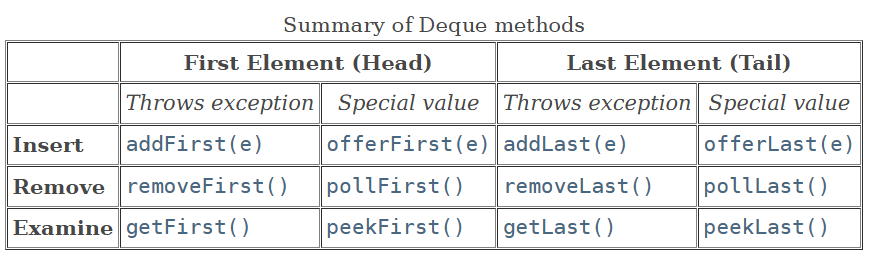 Summary of Deque methods
First Element (Head) Last Element (Tail)
Throws exception Special value Throws exception Special value
Insert addFirst(e) offerFirst(e) addLast(e) offerLast(e)
Remove removeFirst() pollFirst() removeLast() pollLast()
Examine getFirst() peekFirst() getLast() peekLast()